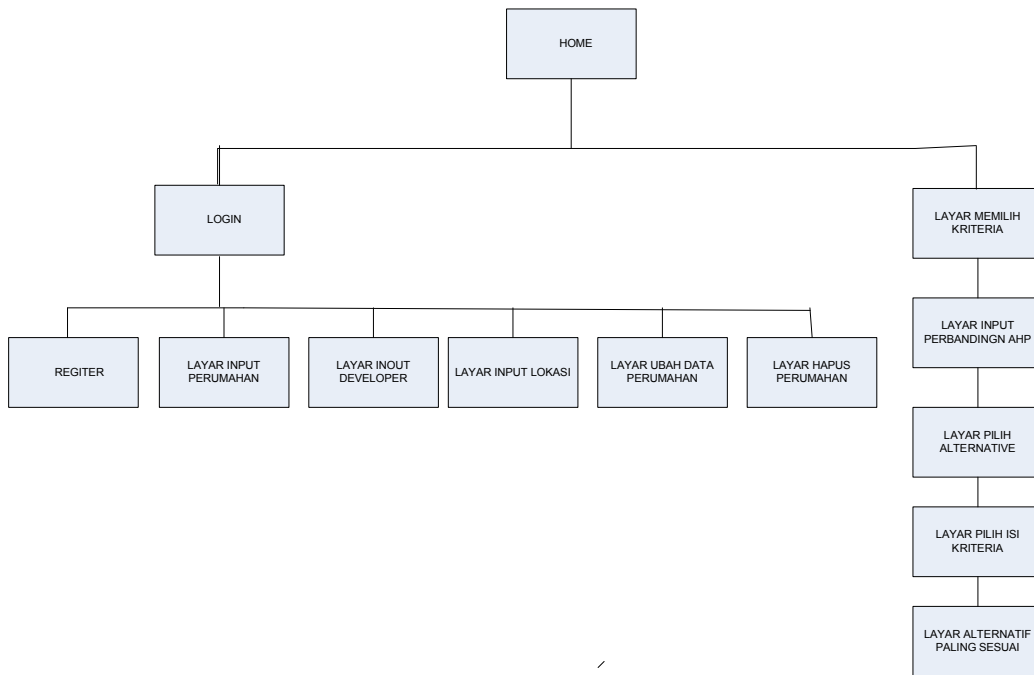 HOME
LOGIN
LAYAR MEMILIH
KRITERIA
LAYAR INPUT
PERBANDINGN AHP
REGITER
LAYAR INPUT
PERUMAHAN
LAYAR INOUT
DEVELOPER
LAYAR INPUT LOKASI
LAYAR UBAH DATA
PERUMAHAN
LAYAR HAPUS
PERUMAHAN
LAYAR PILIH
ALTERNATIVE
LAYAR PILIH ISI
KRITERIA
LAYAR ALTERNATIF
PALING SESUAI